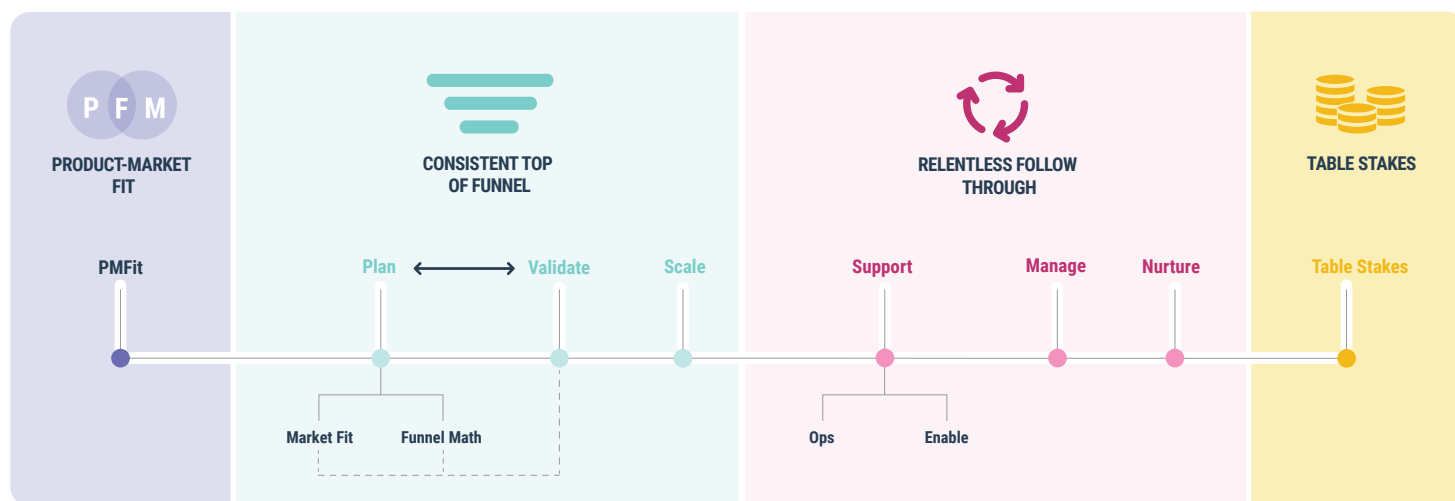 P F M
PRODUCT-MARKET
FIT
CONSISTENT TOP
OF FUNNEL
RELENTLESS FOLLOW
THROUGH
TABLE STAKES
PMFit
Plan
Validate
Scale
Support
Manage
Nurture
Table Stakes
Market Fit
Funnel Math
Ops
Enable